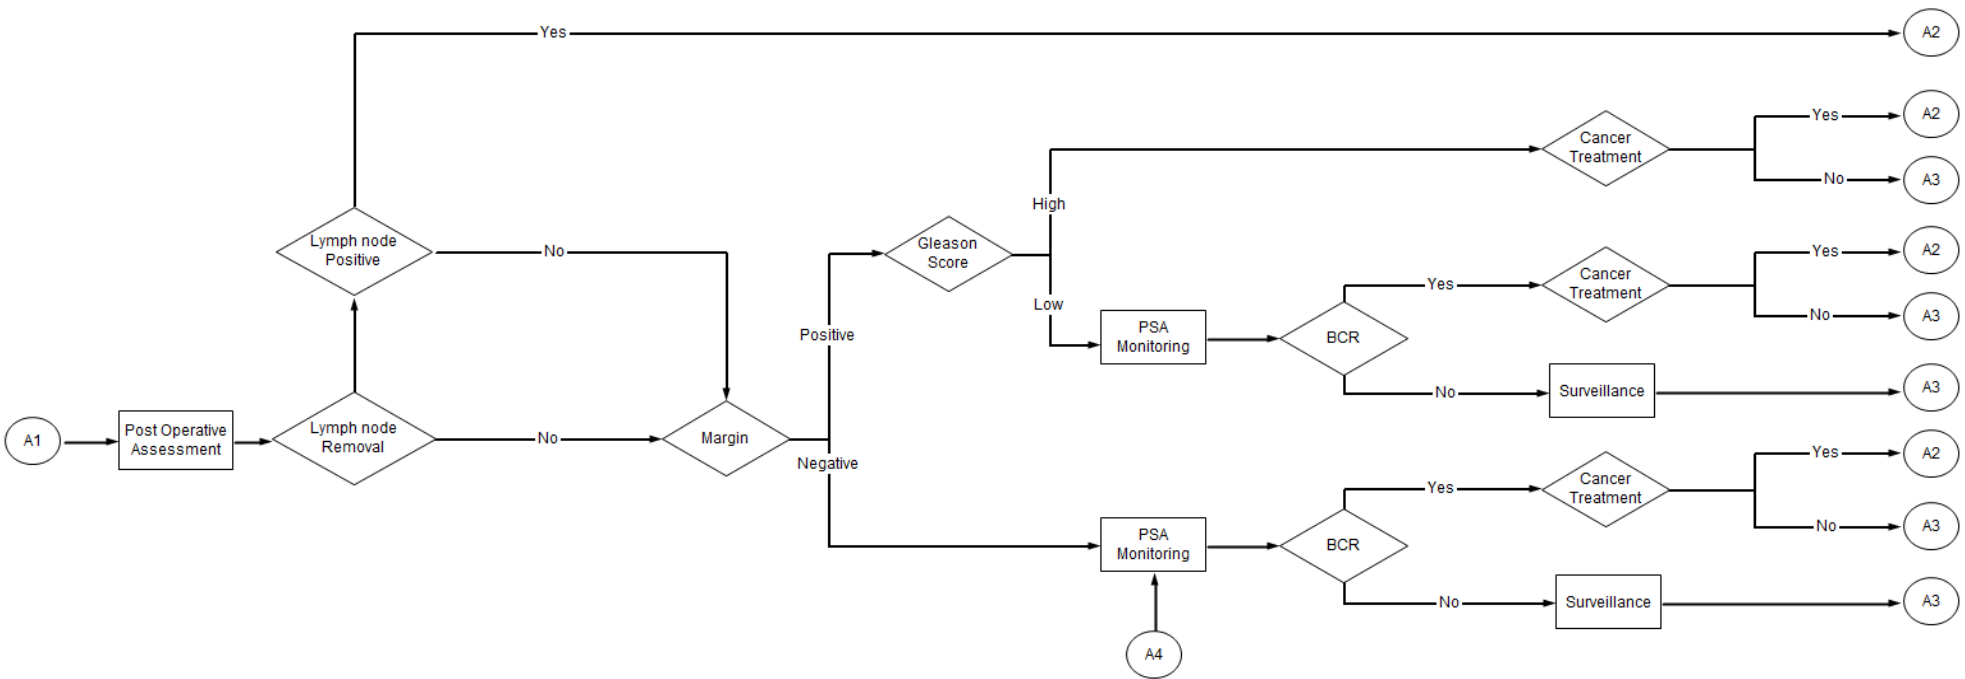 Yes
A2
Cancer
Treatment
Yes
A2
No
A3
High
Lymph node
Positive
No
Gleason
Score
Cancer
Treatment
Yes
A2
No
A3
Low
Yes
Positive
PSA
Monitoring
BCR
No
Surveillance
A3
A1
Post Operative
Assessment
Lymph node
Removal
No
Margin
Negative
Yes
Cancer
Treatment
Yes
A2
No
A3
PSA
Monitoring
BCR
No
Surveillance
A3
A4